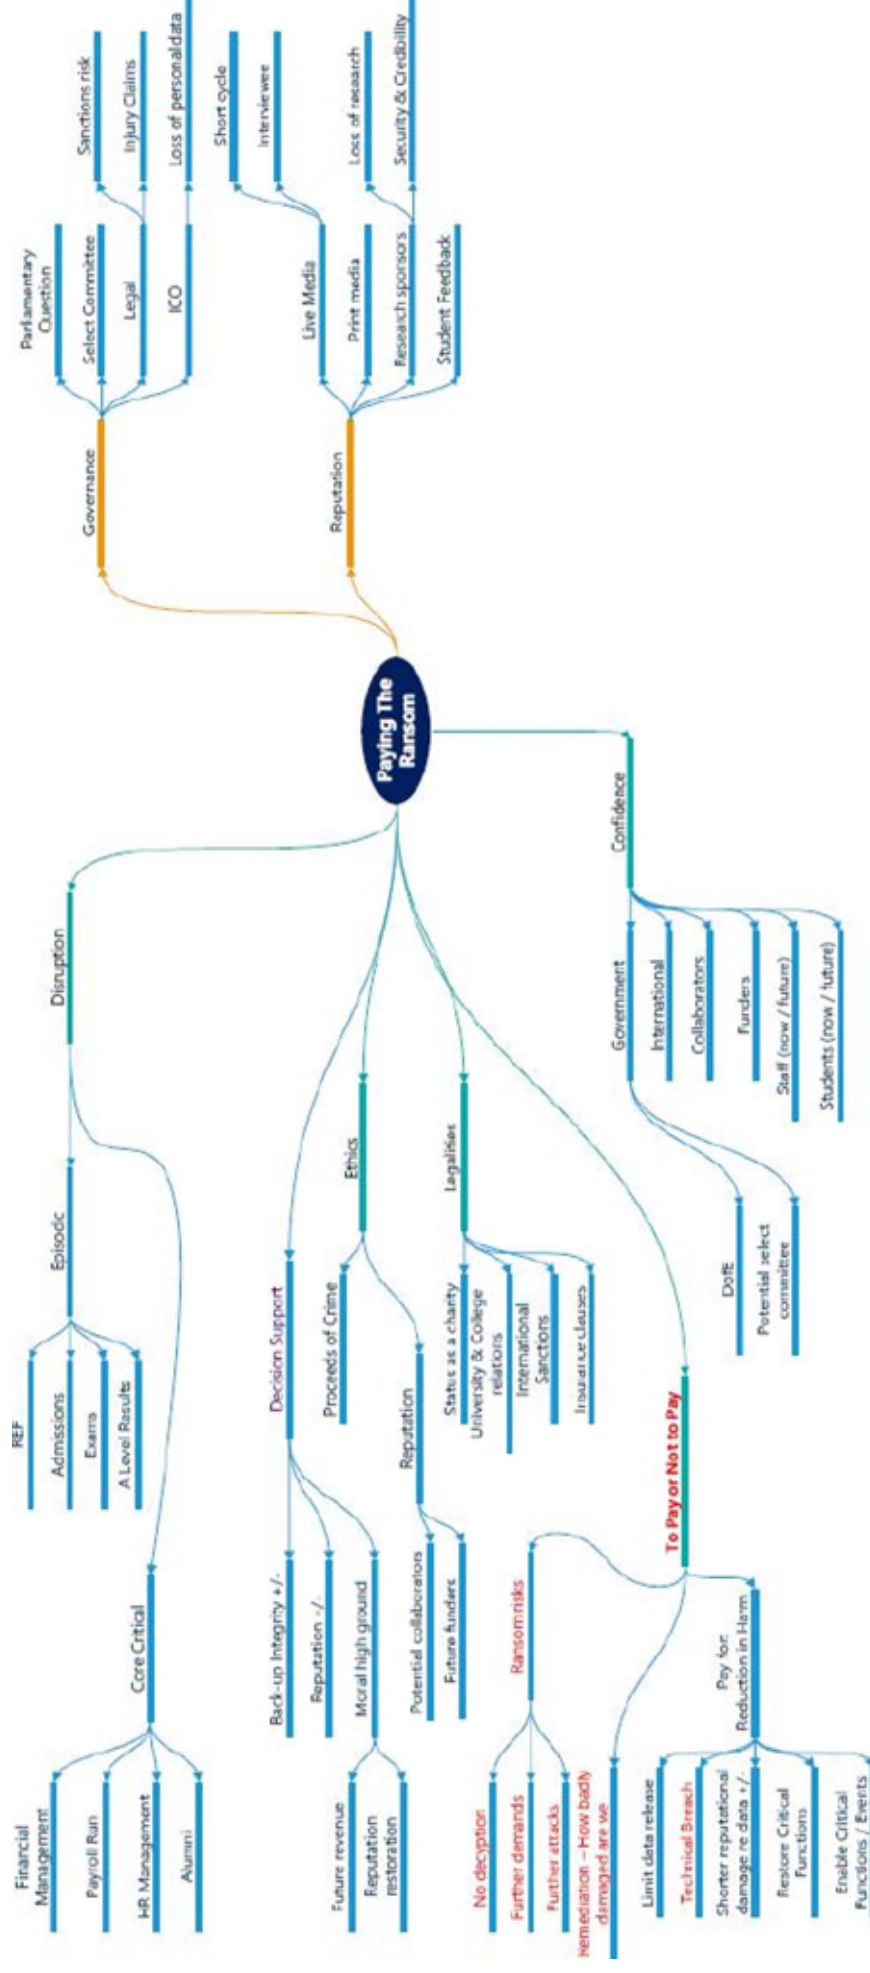 Financial
Management
Payroll Run
HR Management
Alumni
Core Critical
REF
Admissions
Exams
A Level Results
Episodic
Disruption
Future revenue
Reputation
restoration
Back-up Integrity +/-
Reputation -/-
Moral high ground
Decision Support
Proceeds of Crime
Potential collaborators
Future funders
Reputation
Ethics
Status as a charity
University & College
relations
International
Sanctions
Insurance clauses
Legalities
No decyption
Further demands
Further attacks
Ransom risks
Remediation – How badly
damaged are we
Limit data release
Technical Breach
Shorter reputational
damage re data +/-
Restore Critical
Functions
Enable Critical
Functions / Events
Pay for:
Reduction in Harm
To Pay or Not to Pay
DofE
Potential select
committee
Government
International
Collaborators
Funders
Staff (now / future)
Students (now / future)
Confidence
Paying The
Ransom
Governance
Parliamentary
Question
Select Committee
Legal
ICO
Sanctions risk
Injury Claims
Loss of personal data
Reputation
Live Media
Print media
Research sponsors
Student Feedback
Short cycle
Interviewee
Loss of research
Security & Credbility